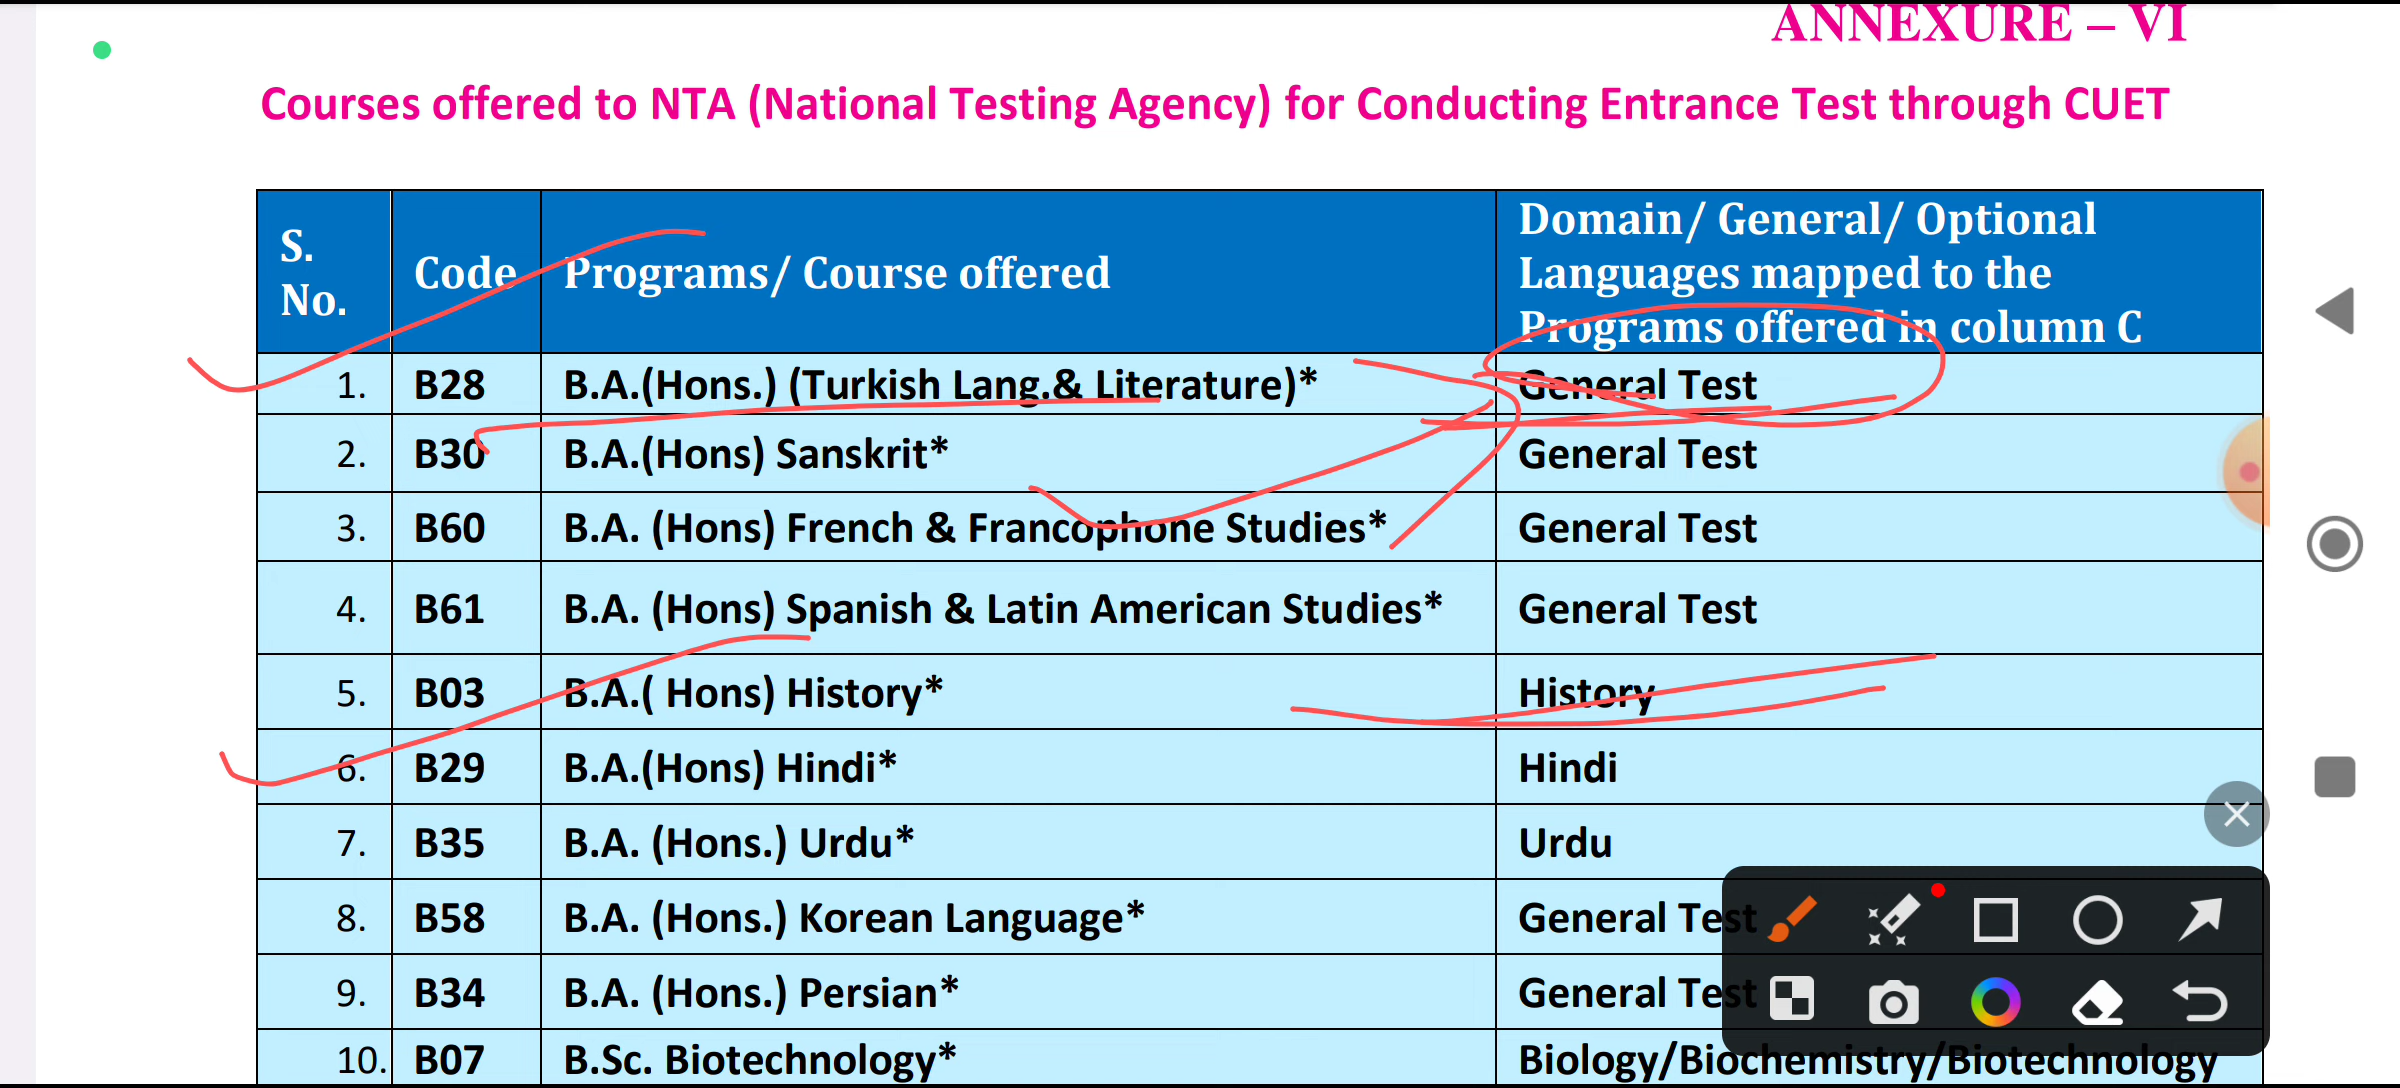 ANNEXURE – VI
Courses offered to NTA (National Testing Agency) for Conducting Entrance Test through CUET
S. No. Code Programs/ Course offered Domain/ General/ Optional Languages mapped to the Programs offered in column C
1. B28 B.A.(Hons.) (Turkish Lang.& Literature)* General Test
2. B30 B.A.(Hons) Sanskrit* General Test
3. B60 B.A. (Hons) French & Francophone Studies* General Test
4. B61 B.A. (Hons) Spanish & Latin American Studies* General Test
5. B03 B.A.( Hons) History* History
6. B29 B.A.(Hons) Hindi* Hindi
7. B35 B.A. (Hons.) Urdu* Urdu
8. B58 B.A. (Hons.) Korean Language* General Test
9. B34 B.A. (Hons.) Persian* General Test
10. B07 B.Sc. Biotechnology* Biology/Biochemistry/Biotechnology